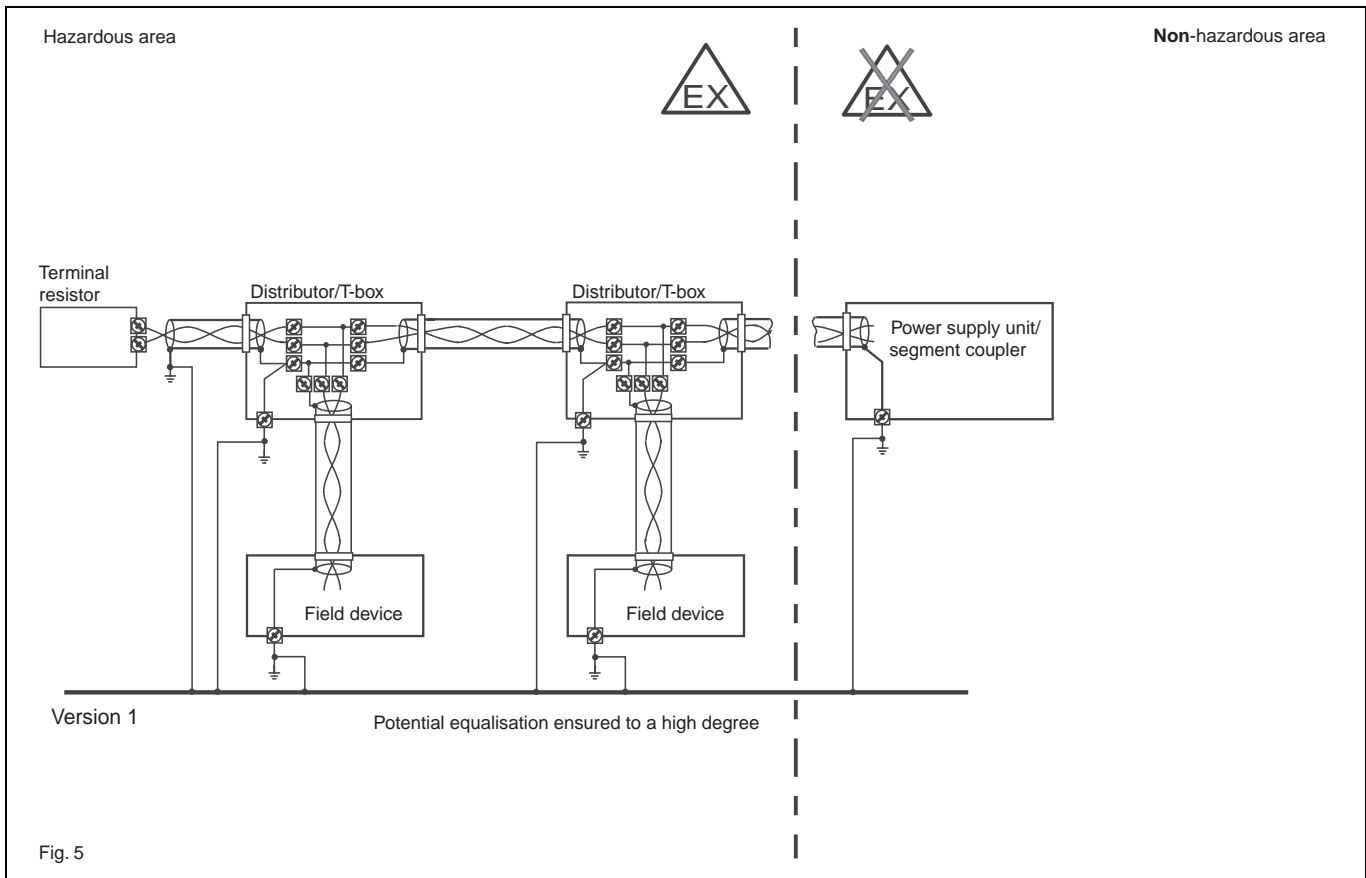 Hazardous area
Non-hazardous area
EX
EX
Terminal
resistor
Distributor/T-box
Distributor/T-box
Power supply unit/
segment coupler
Field device
Field device
Version 1
Potential equalisation ensured to a high degree
Fig. 5